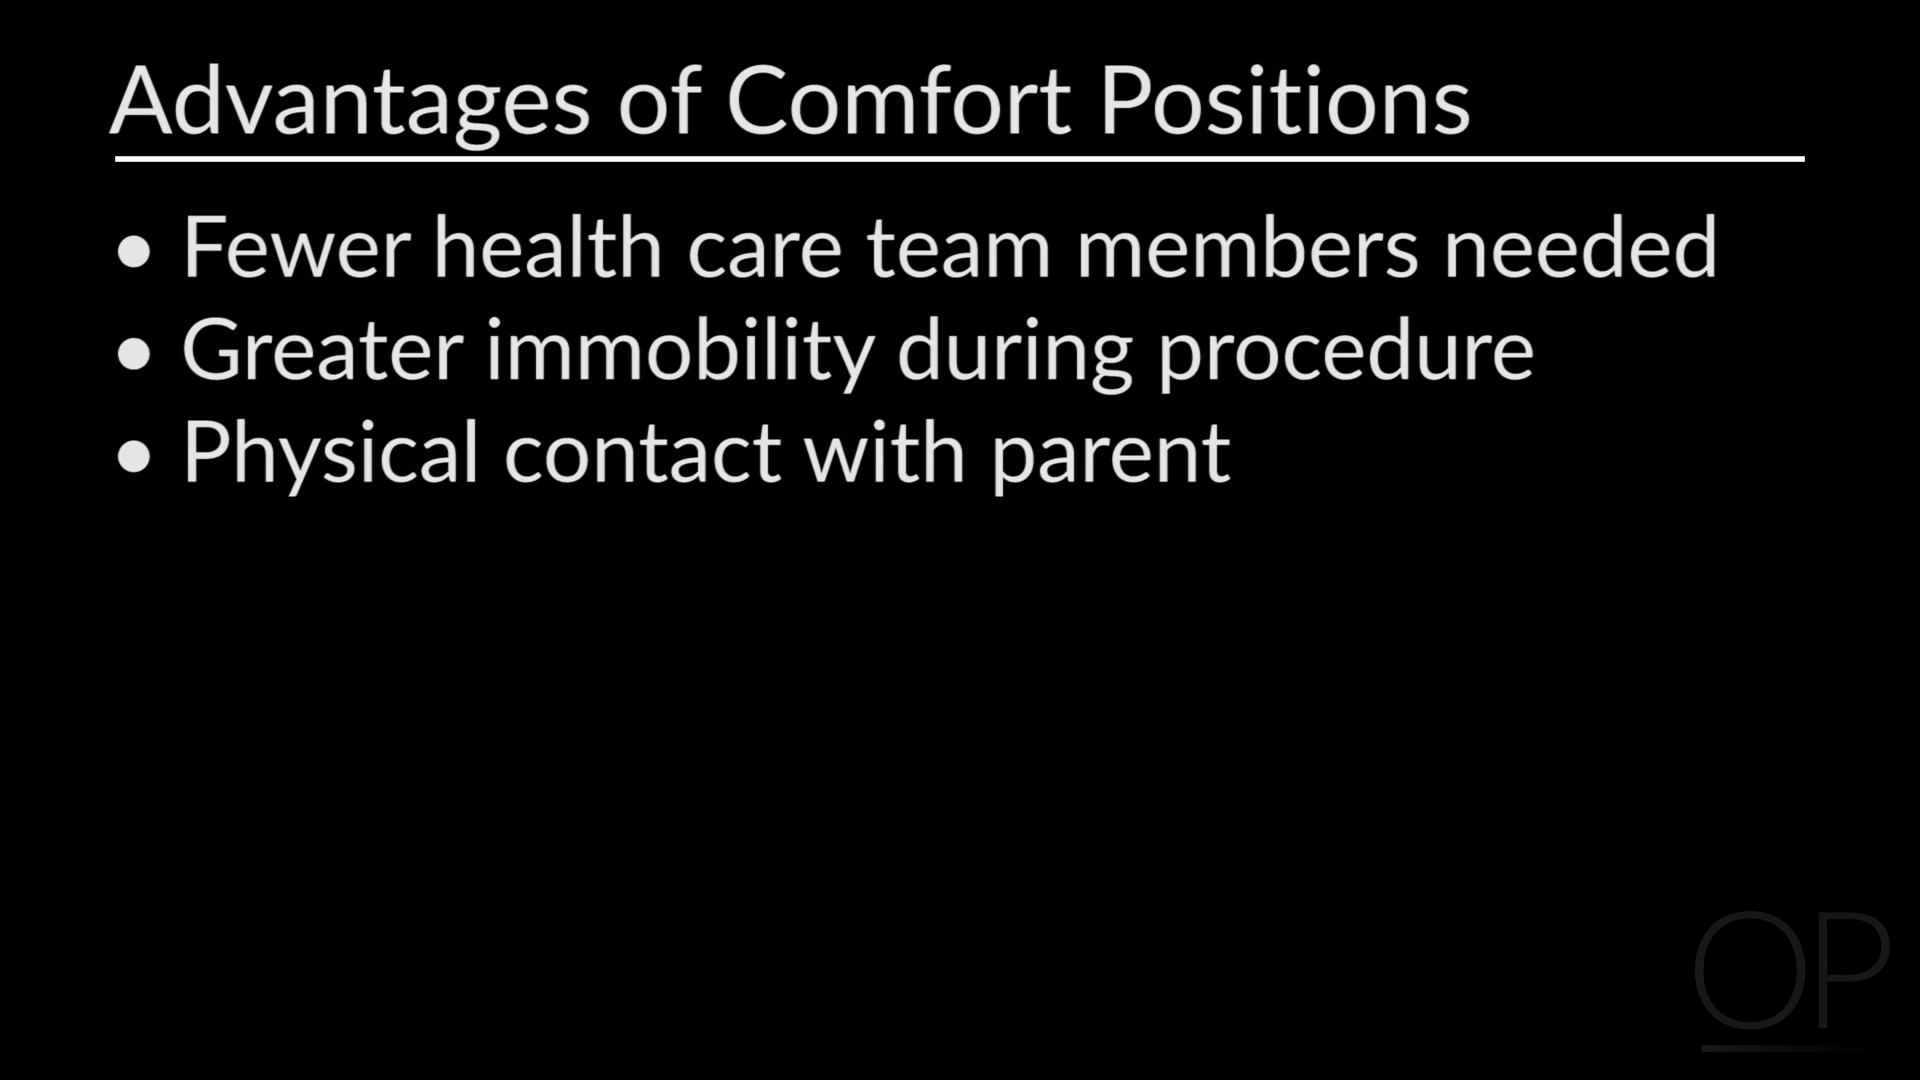 Advantages of Comfort Positions
• Fewer health care team members needed
• Greater immobility during procedure
• Physical contact with parent
OP